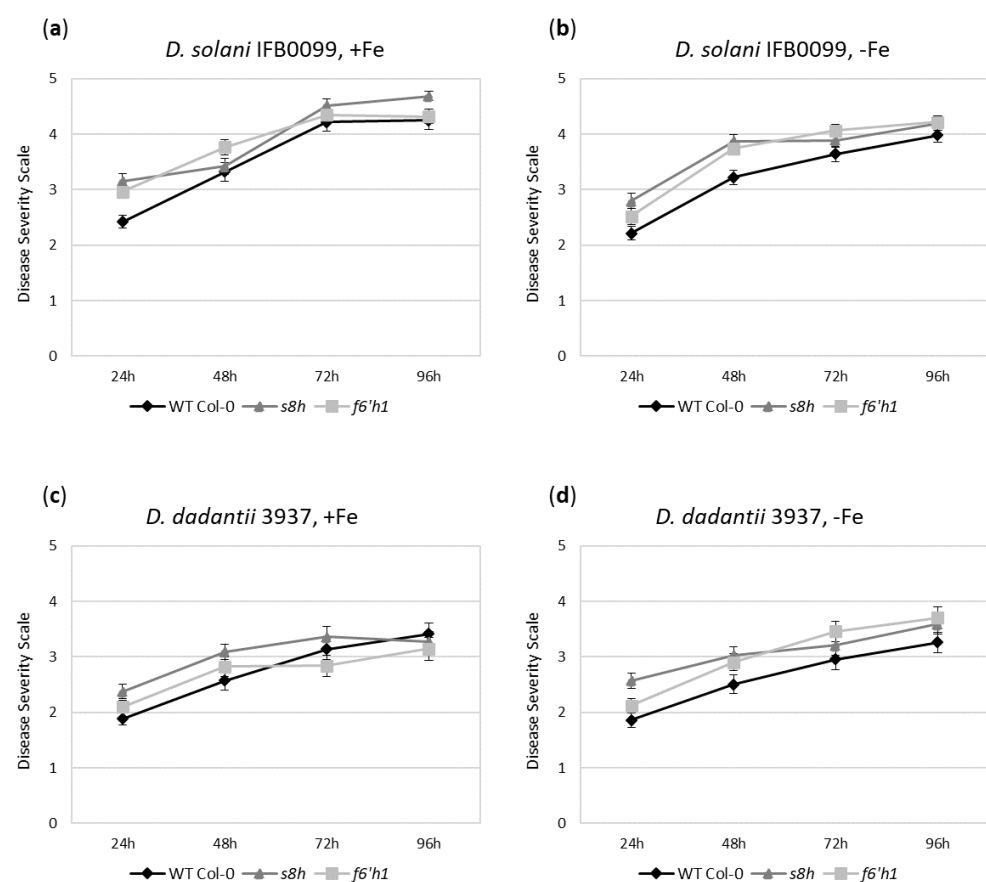 (a)
D. solani IFB0099, +Fe
Disease Severity Scale
5
4
3
2
1
0
24h 48h 72h 96h
WT Col-0 s8h f6'h1
(b)
D. solani IFB0099, -Fe
Disease Severity Scale
5
4
3
2
1
0
24h 48h 72h 96h
WT Col-0 s8h f6'h1
(c)
D. dadantii 3937, +Fe
Disease Severity Scale
5
4
3
2
1
0
24h 48h 72h 96h
WT Col-0 s8h f6'h1
(d)
D. dadantii 3937, -Fe
Disease Severity Scale
5
4
3
2
1
0
24h 48h 72h 96h
WT Col-0 s8h f6'h1